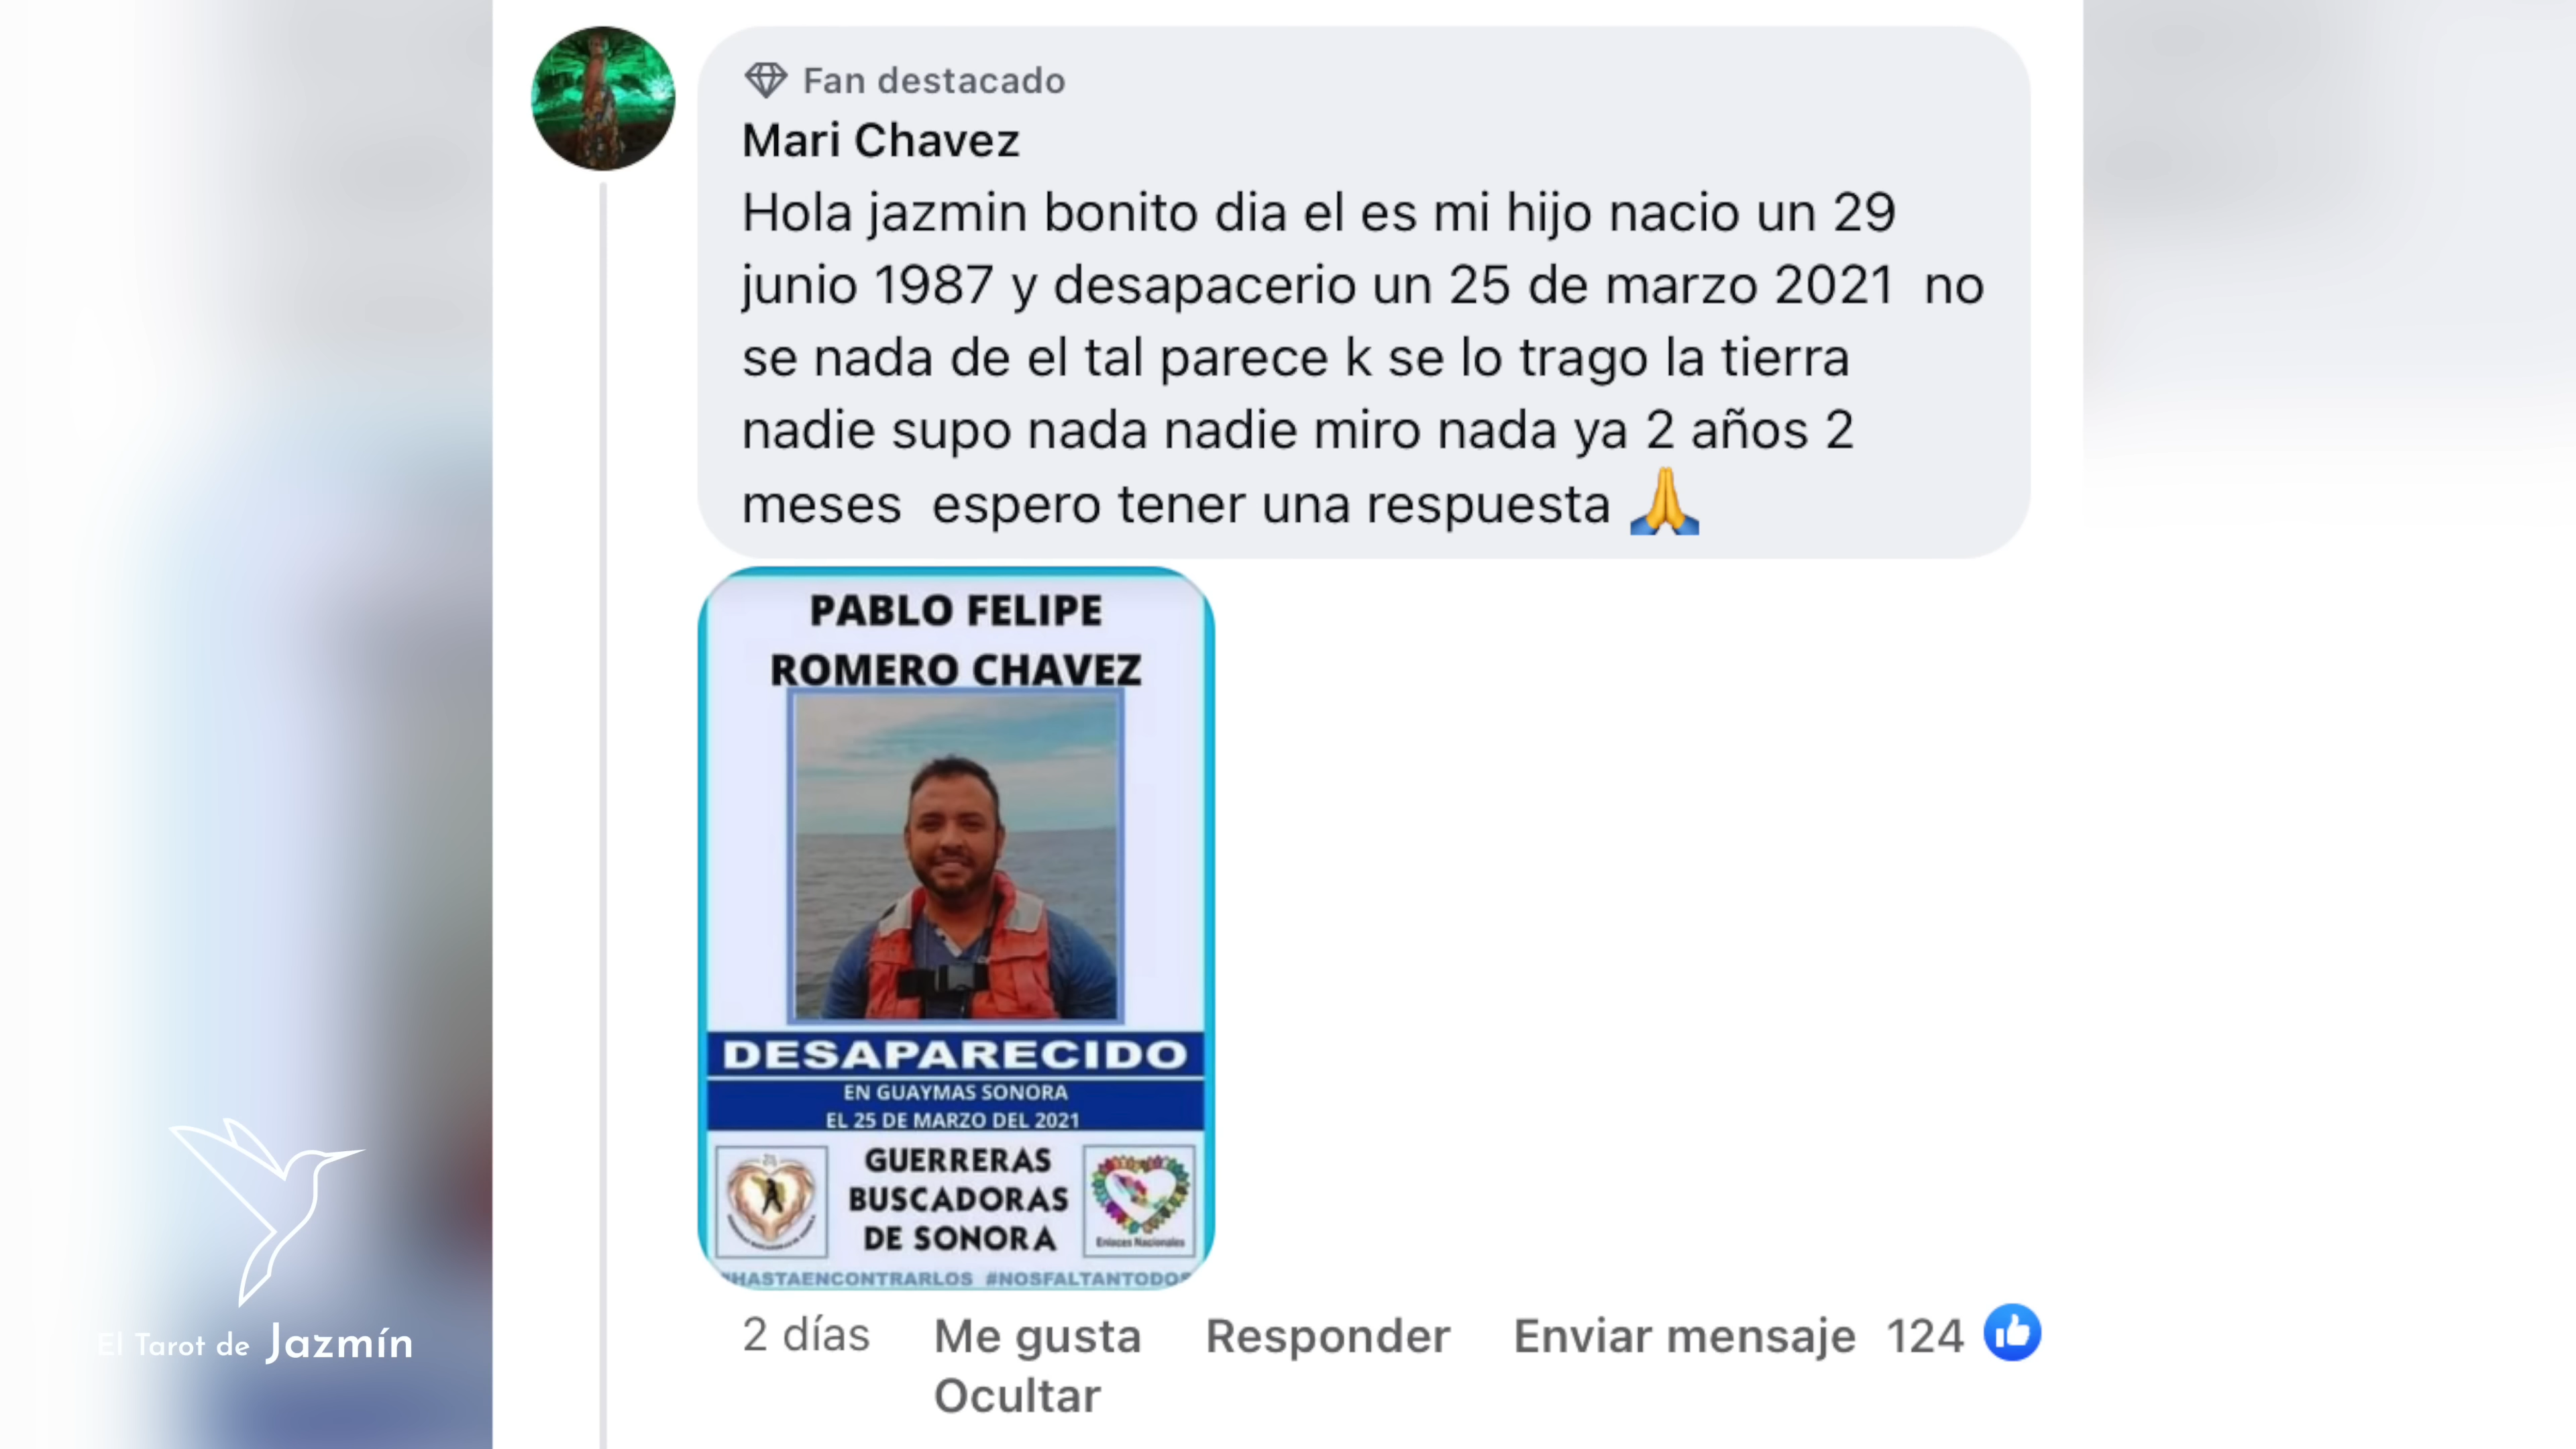 Fan destacado
Mari Chavez
Hola jazmin bonito dia el es mi hijo nacio un 29
junio 1987 y desapacerio un 25 de marzo 2021 no
se nada de el tal parece k se lo trago la tierra
nadie supo nada nadie miro nada ya 2 años 2
meses espero tener una respuesta 🙏
PABLO FELIPE
ROMERO CHAVEZ
DESAPARECIDO
EN GUAYMAS SONORA
EL 25 DE MARZO DEL 2021
GUERRERAS
BUSCADORAS
DE SONORA
Enlaces Nacionales
#HASTAENCONTRARLOS #NOSFALTANTODOS
2 días Me gusta Responder Enviar mensaje 124
Ocultar
El Tarot de Jazmín